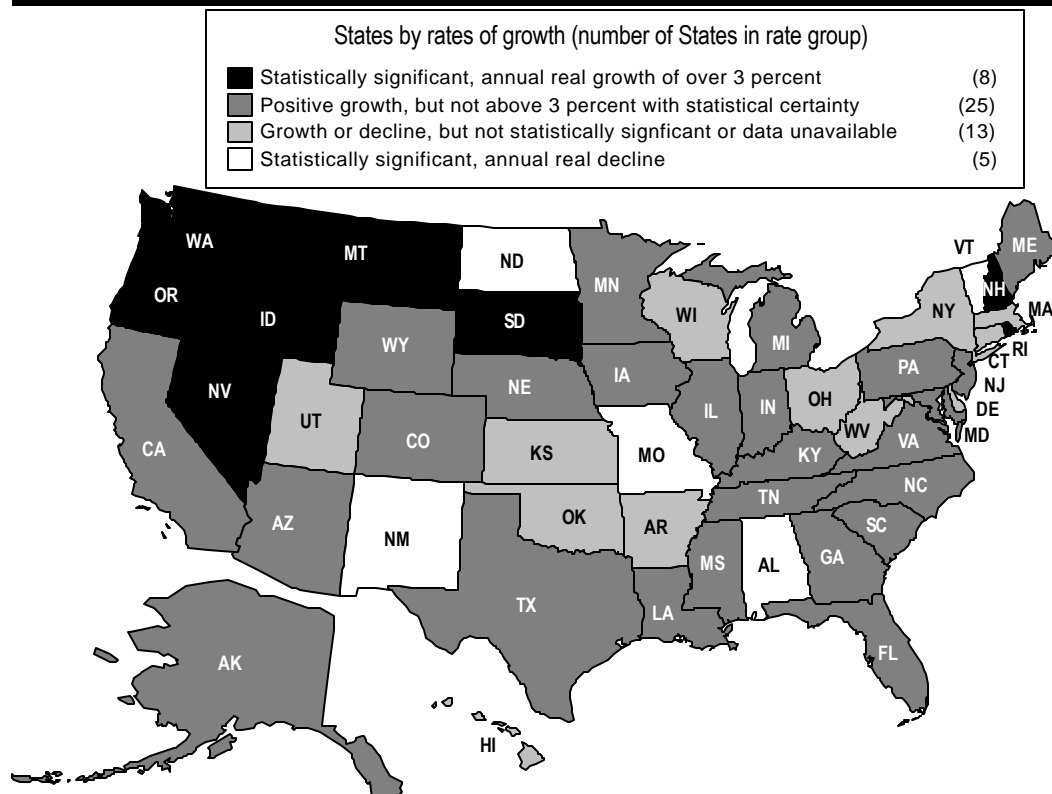 States by rates of growth (number of States in rate group)
Statistically significant, annual real growth of over 3 percent (8)
Positive growth, but not above 3 percent with statistical certainty (25)
Growth or decline, but not statistically signficant or data unavailable (13)
Statistically significant, annual real decline (5)
WA
MT
ND
MN
VT
ME
OR
ID
SD
WI
NY
NH
MA
WY
MI
RI
CT
NV
NE
IA
PA
NJ
UT
CO
IL
IN
OH
DE
CA
KS
MO
WV
VA
MD
KY
AZ
NM
OK
AR
TN
NC
SC
MS
AL
GA
TX
LA
AK
FL
HI